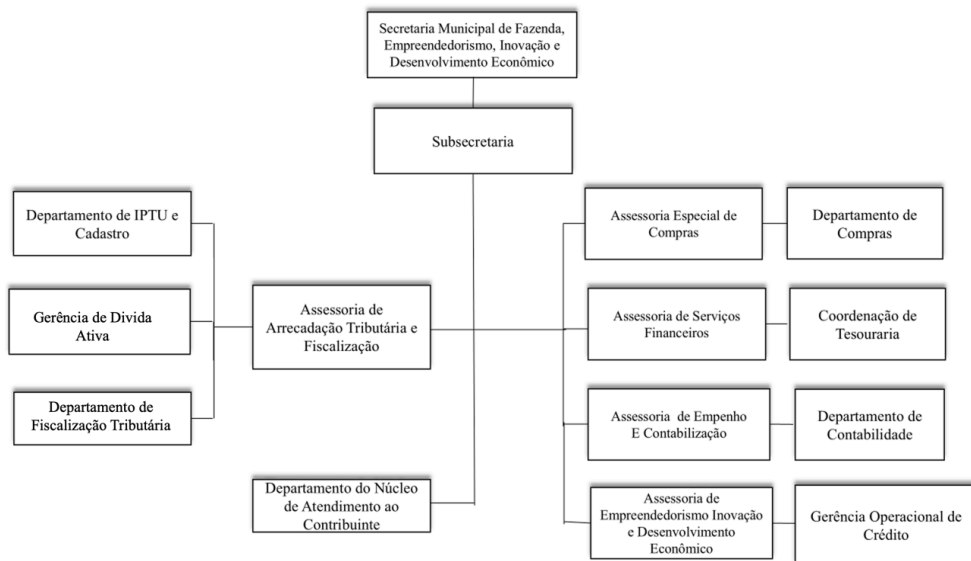 Secretaria Municipal de Fazenda,
Empreendedorismo, Inovação e
Desenvolvimento Econômico
Subsecretaria
Departamento de IPTU e
Cadastro
Gerência de Divida
Ativa
Departamento de
Fiscalização Tributária
Assessoria de
Arrecadação Tributária e
Fiscalização
Departamento do Núcleo
de Atendimento ao
Contribuinte
Assessoria Especial de
Compras
Departamento de
Compras
Assessoria de Serviços
Financeiros
Coordenação de
Tesouraria
Assessoria de Empenho
E Contabilização
Departamento de
Contabilidade
Assessoria de
Empreendedorismo Inovação
e Desenvolvimento
Econômico
Gerência Operacional de
Crédito